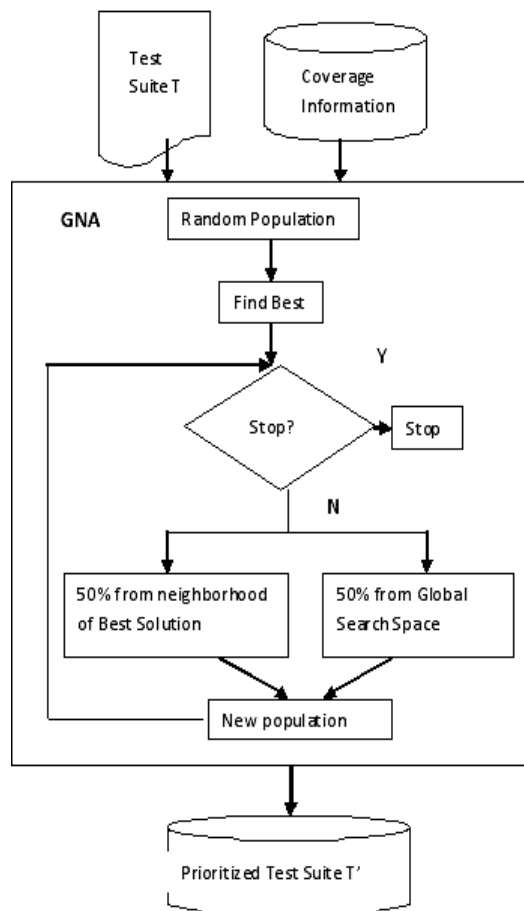 Test
Suite T
Coverage
Information
GNA
Random Population
Find Best
Y
Stop?
Stop
N
50% from neighborhood
of Best Solution
50% from Global
Search Space
New population
Prioritized Test Suite T’